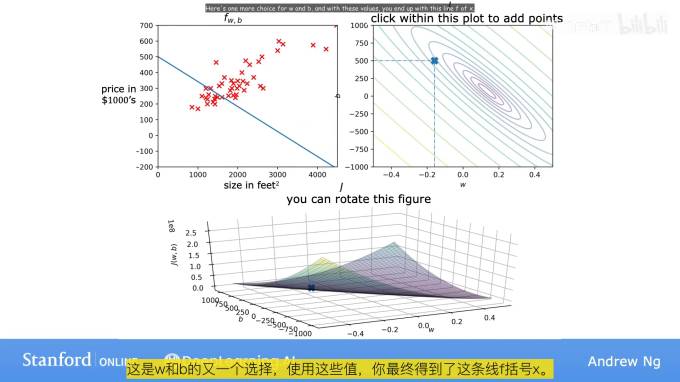 Here's one more choice for w and b, and with these values, you end up with this line f of x.
f w, b
click within this plot to add points
bilibili
price in
$1000's
700
600
500
400
300
200
100
0
-100
-200
0
1000
2000
3000
4000
size in feet²
b
1000
750
500
250
0
-250
-500
-750
-1000
-0.4
-0.2
0.0
0.2
0.4
w
J
you can rotate this figure
1e8
J(w, b)
2.5
2.0
1.5
1.0
0.5
0.0
1000
750
500
250
0
-250
-500
-750
-1000
b
-0.4
-0.2
0.0
0.2
0.4
w
Stanford ONLINE
DeepLearning.AI
Andrew Ng
这是w和b的又一个选择，使用这些值，你最终得到了这条线f括号x。